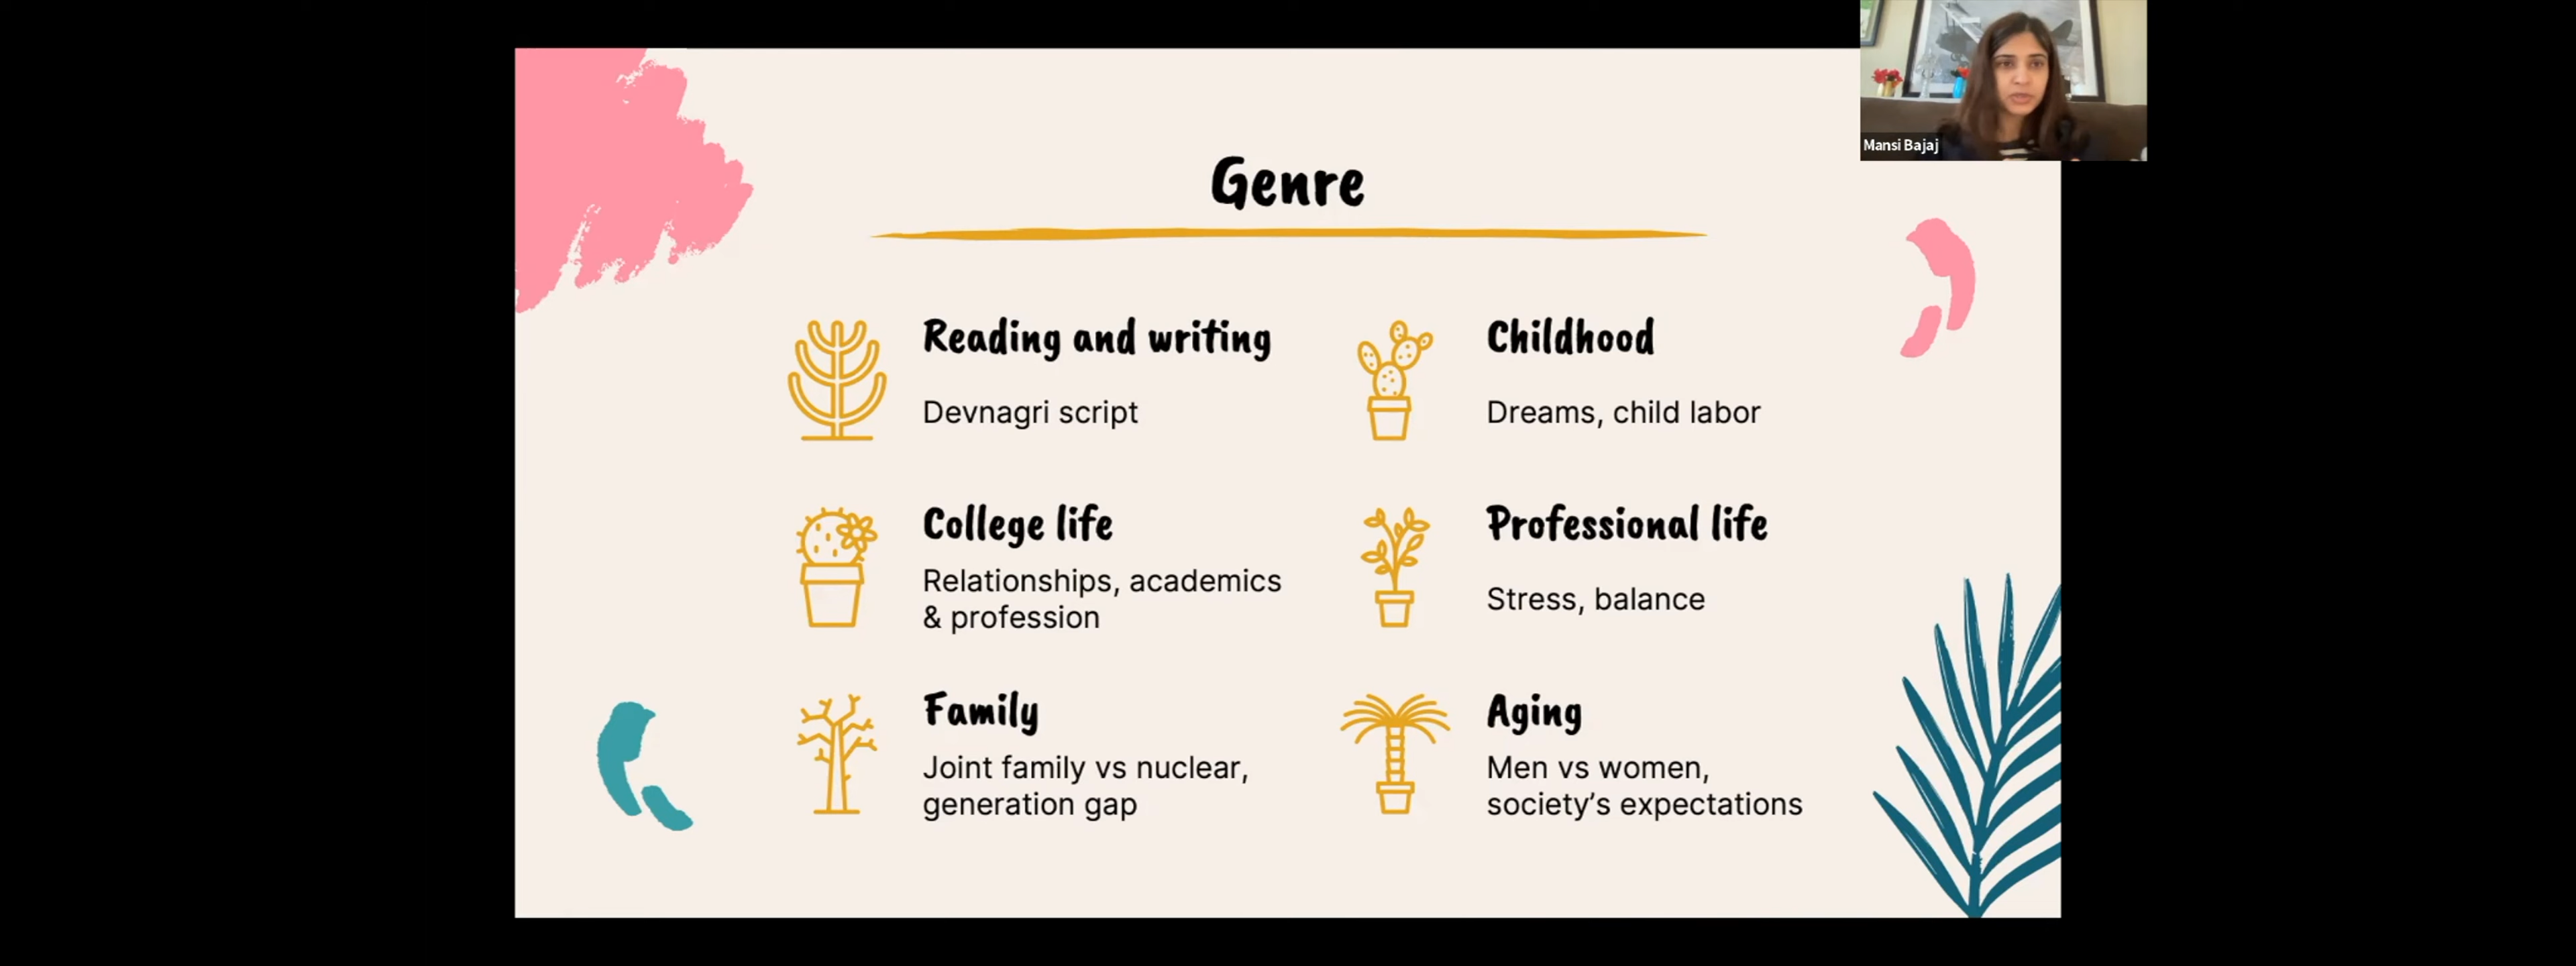 Mansi Bajaj
Genre
Reading and writing
Devnagri script
Childhood
Dreams, child labor
College life
Relationships, academics
& profession
Professional life
Stress, balance
Family
Joint family vs nuclear,
generation gap
Aging
Men vs women,
society’s expectations